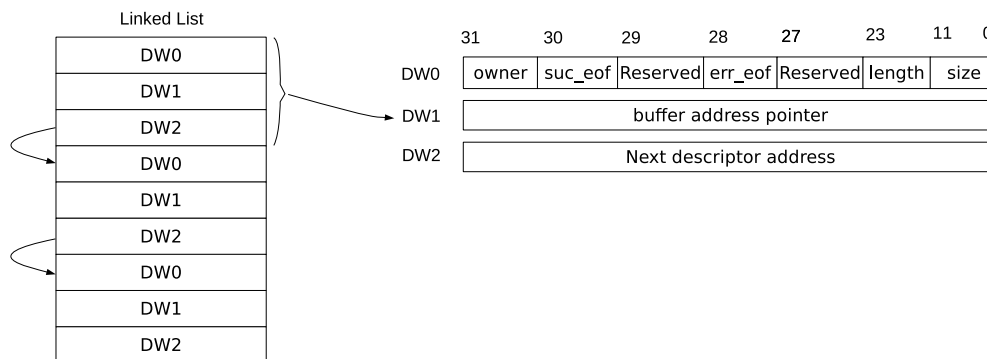 Linked List
DW0
DW1
DW2
DW0
DW1
DW2
DW0
DW1
DW2
31 30 29 28 27 23 11 0
DW0 owner suc_eof Reserved err_eof Reserved length size
DW1 buffer address pointer
DW2 Next descriptor address